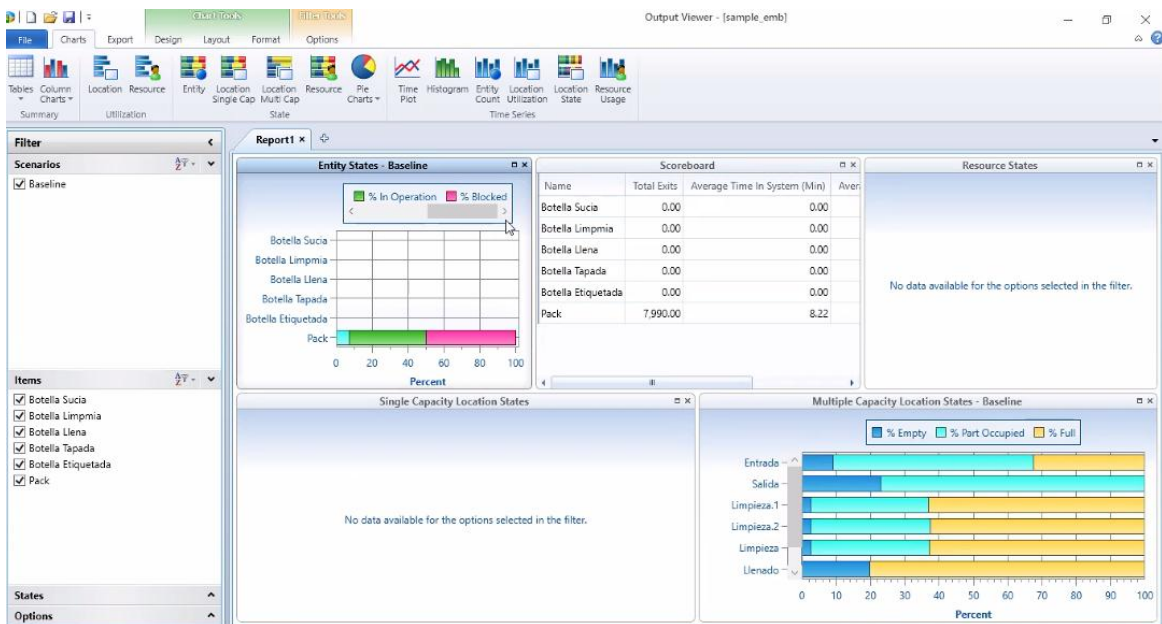 Chart Tools
Filter Tools
Output Viewer - [sample_emb]
File
Charts
Export
Design
Layout
Format
Options
Tables
Column Charts
Location
Resource
Entity
Location Single Cap
Location Multi Cap
Resource
Pie Charts
Time Plot
Histogram
Entity Count
Location Utilization
Location State
Resource Usage
Summary
Utilization
State
Time Series
Filter
Report1
Scenarios
Baseline
Items
Botella Sucia
Botella Limpmia
Botella Llena
Botella Tapada
Botella Etiquetada
Pack
States
Options
Entity States - Baseline
% In Operation % Blocked
Botella Sucia
Botella Limpmia
Botella Llena
Botella Tapada
Botella Etiquetada
Pack
0 20 40 60 80 100
Percent
Scoreboard
Name Total Exits Average Time In System (Min) Aver
Botella Sucia 0.00 0.00
Botella Limpmia 0.00 0.00
Botella Llena 0.00 0.00
Botella Tapada 0.00 0.00
Botella Etiquetada 0.00 0.00
Pack 7,990.00 8.22
Resource States
No data available for the options selected in the filter.
Single Capacity Location States
No data available for the options selected in the filter.
Multiple Capacity Location States - Baseline
% Empty % Part Occupied % Full
Entrada
Salida
Limpieza.1
Limpieza.2
Limpieza
Llenado
0 10 20 30 40 50 60 70 80 90 100
Percent